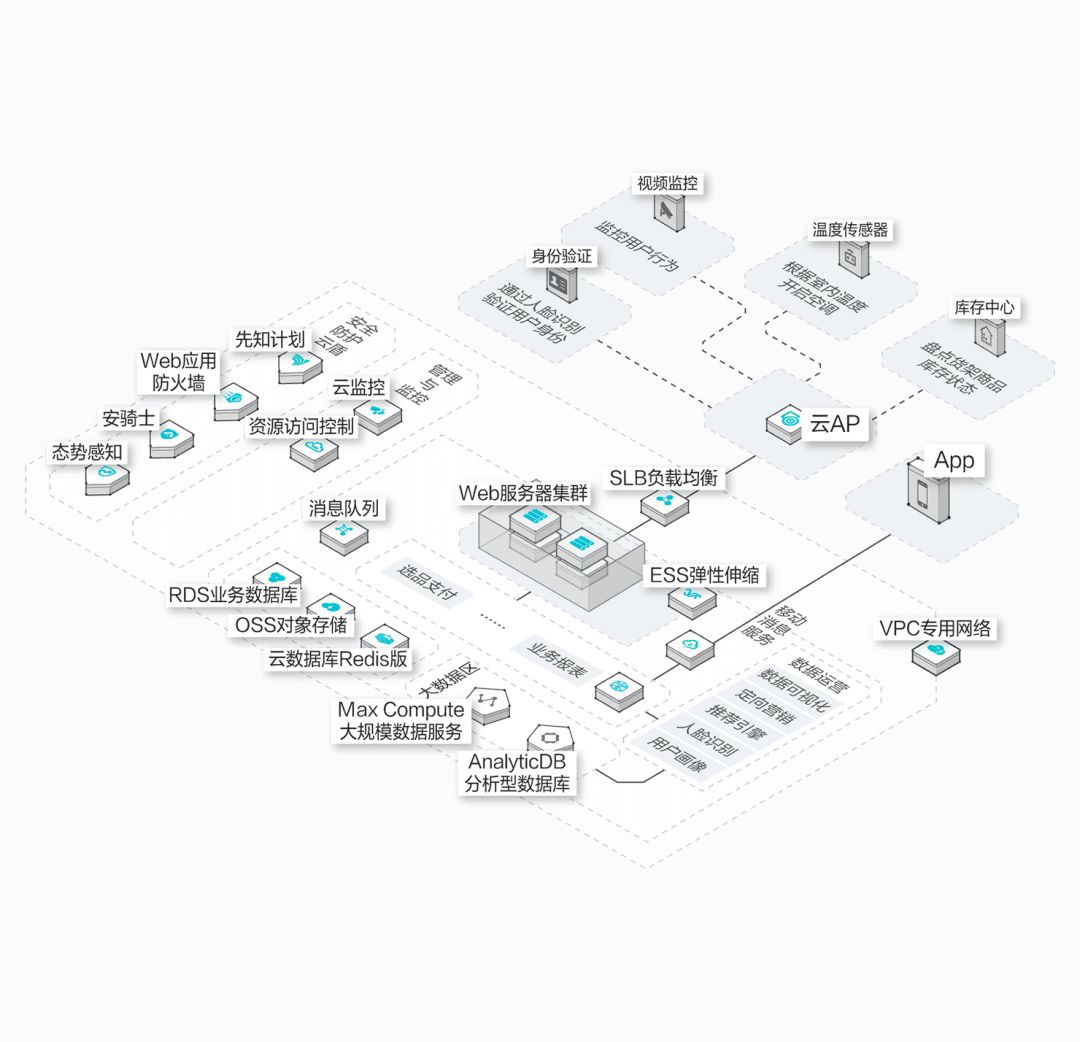 视频监控
监控用户行为
身份验证
通过人脸识别
验证用户身份
温度传感器
根据室内温度
开启空调
库存中心
盘点货架商品
库存状态
云AP
App
安全
防护
云盾
先知计划
Web应用
防火墙
安骑士
态势感知
管理
与
监控
云监控
资源访问控制
消息队列
Web服务器集群
SLB负载均衡
ESS弹性伸缩
选品支付
......
RDS业务数据库
OSS对象存储
云数据库Redis版
业务报表
移动
消息
服务
VPC专用网络
大数据区
Max Compute
大规模数据服务
AnalyticDB
分析型数据库
数据运营
数据可视化
定向营销
推荐引擎
人脸识别
用户画像